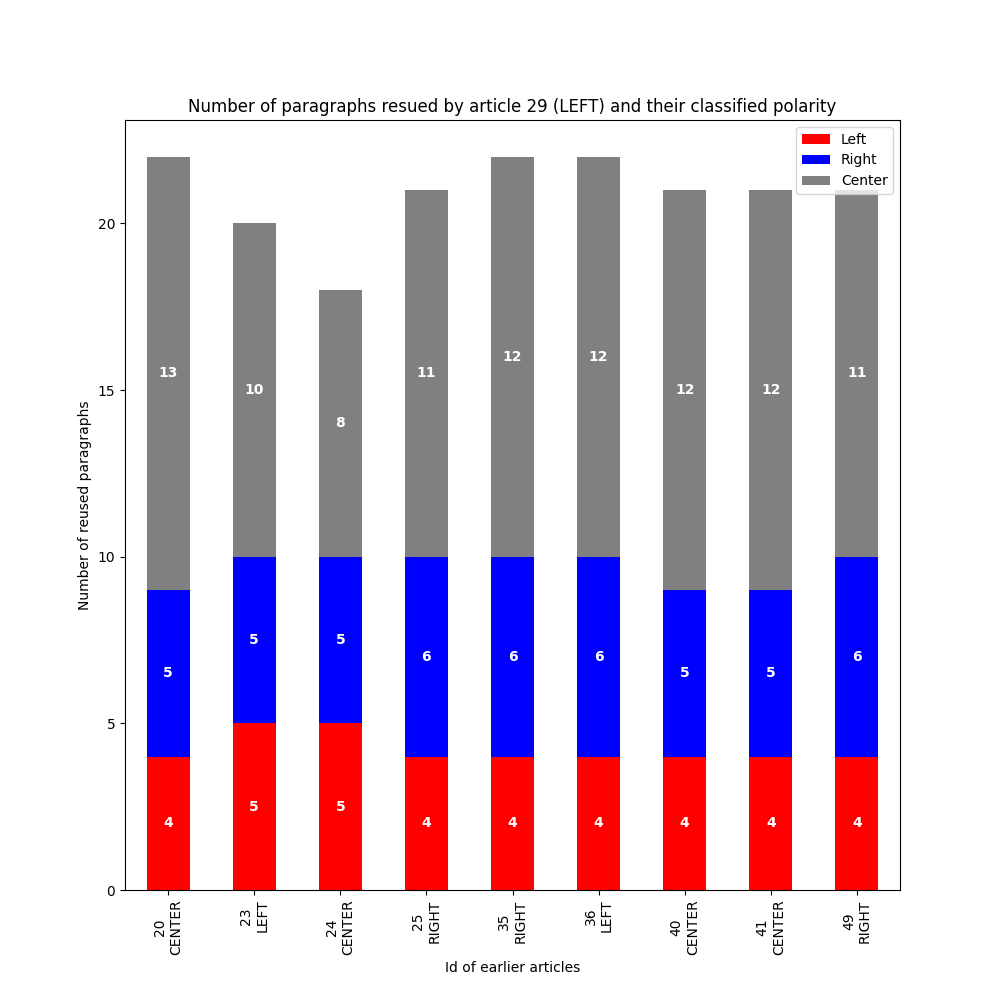 Number of paragraphs resued by article 29 (LEFT) and their classified polarity
Left
Right
Center
Number of reused paragraphs
20
15
10
5
0
13
10
8
11
12
12
12
12
11
5
5
5
6
6
6
5
5
6
4
5
5
4
4
4
4
4
4
20
CENTER
23
LEFT
24
CENTER
25
RIGHT
35
RIGHT
36
LEFT
40
CENTER
41
CENTER
49
RIGHT
Id of earlier articles